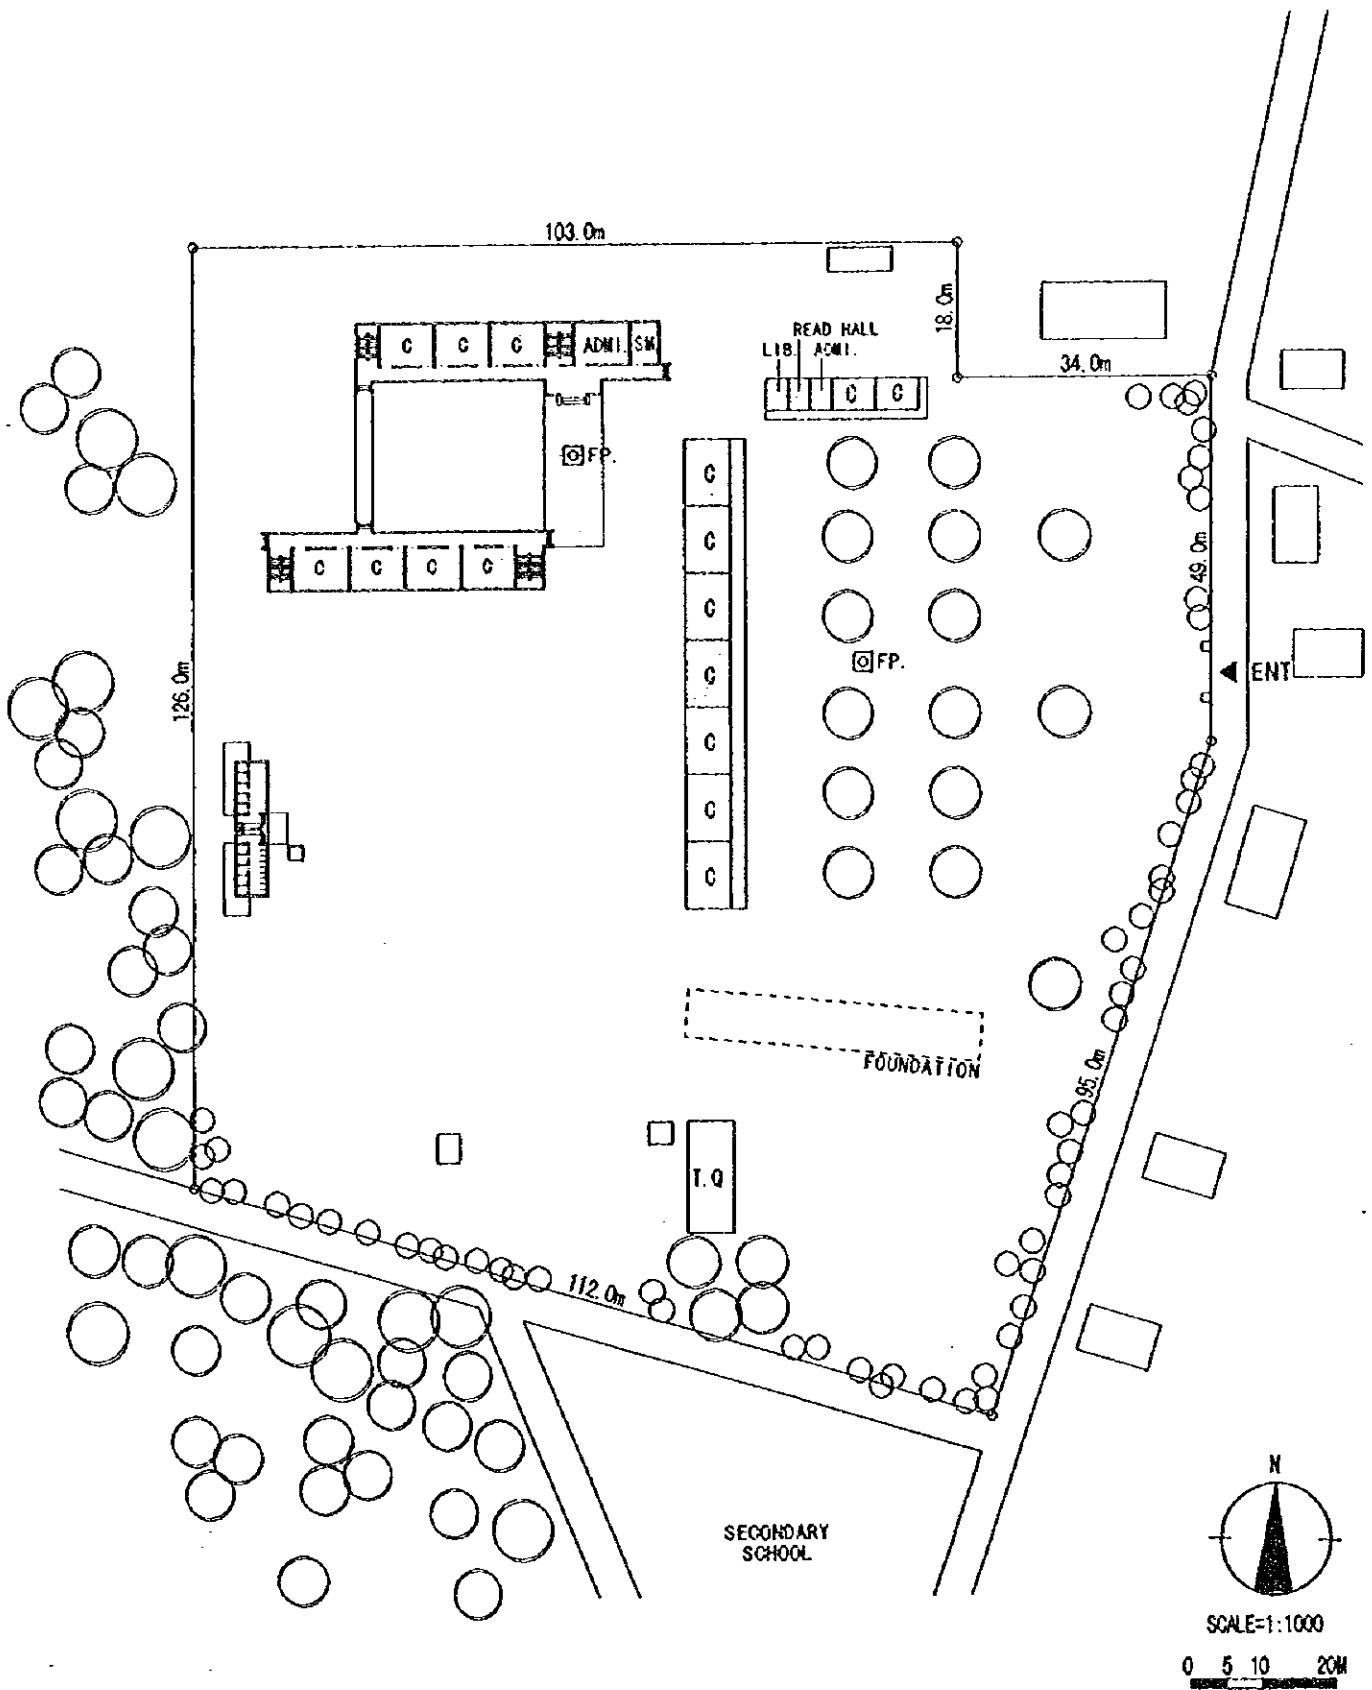 103.0m
18.0m
READ HALL
LIB. ADMI.
34.0m
C C C ADMI. SM
C C
FP.
C
C
C C C C
49.0m
C
FP.
C
ENT
126.0m
C
C
C
FOUNDATION
95.0m
T.Q
112.0m
SECONDARY
SCHOOL
N
SCALE=1:1000
0 5 10 20M